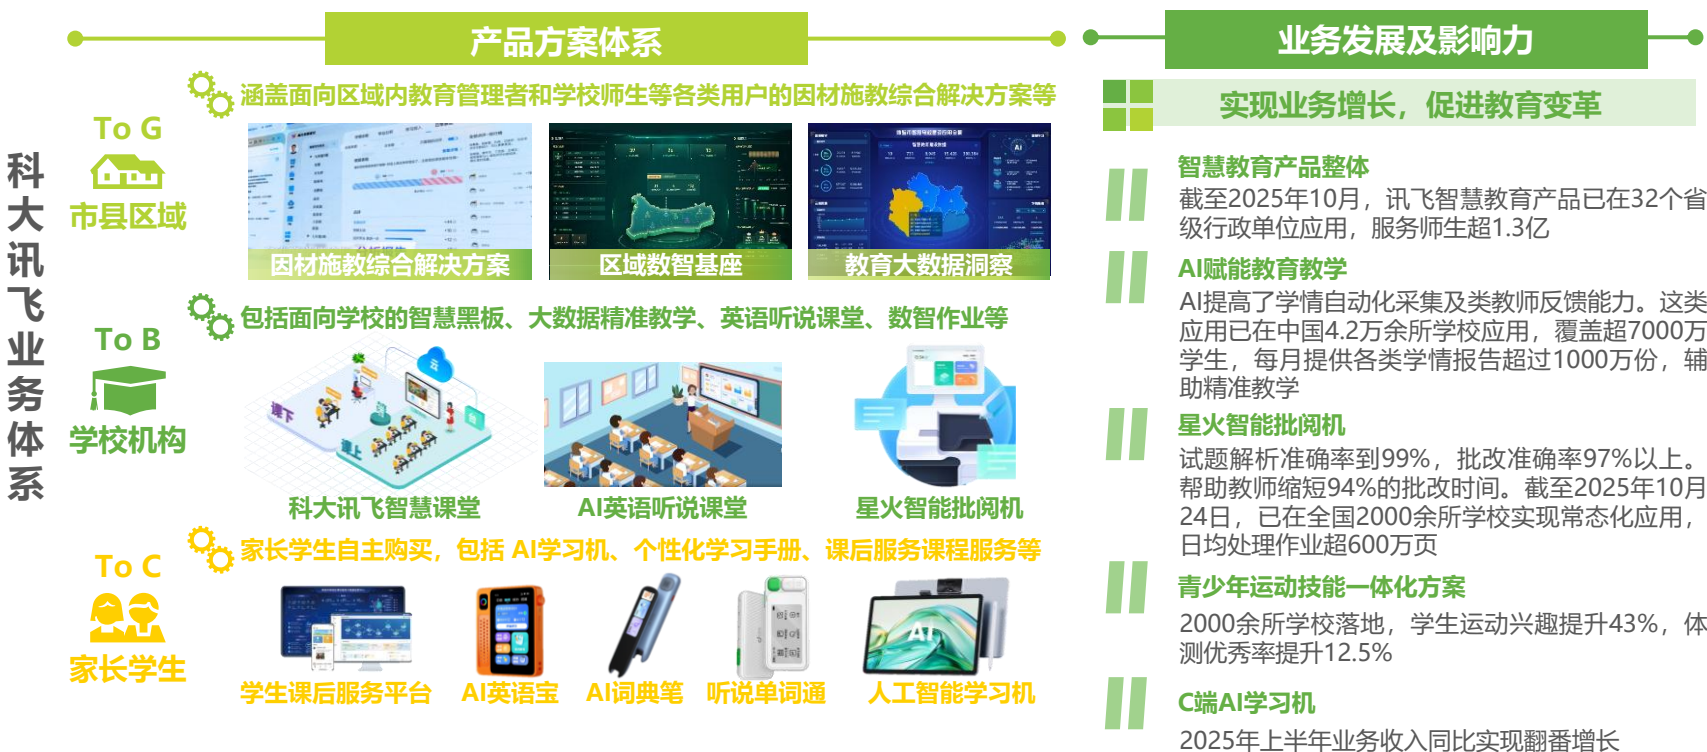 产品方案体系
业务发展及影响力
科大讯飞业务体系
涵盖面向区域内教育管理者和学校师生等各类用户的因材施教综合解决方案等
To G
市县区域
因材施教综合解决方案
区域数智基座
教育大数据洞察
包括面向学校的智慧黑板、大数据精准教学、英语听说课堂、数智作业等
To B
学校机构
课下
课上
云
科大讯飞智慧课堂
AI英语听说课堂
星火智能批阅机
家长学生自主购买，包括 AI学习机、个性化学习手册、课后服务课程服务等
To C
家长学生
AI
学生课后服务平台
AI英语宝
AI词典笔
听说单词通
人工智能学习机
实现业务增长，促进教育变革
智慧教育产品整体
截至2025年10月，讯飞智慧教育产品已在32个省
级行政单位应用，服务师生超1.3亿
AI赋能教育教学
AI提高了学情自动化采集及类教师反馈能力。这类
应用已在中国4.2万余所学校应用，覆盖超7000万
学生，每月提供各类学情报告超过1000万份，辅
助精准教学
星火智能批阅机
试题解析准确率到99%，批改准确率97%以上。
帮助教师缩短94%的批改时间。截至2025年10月
24日，已在全国2000余所学校实现常态化应用，
日均处理作业超600万页
青少年运动技能一体化方案
2000余所学校落地，学生运动兴趣提升43%，体
测优秀率提升12.5%
C端AI学习机
2025年上半年业务收入同比实现翻番增长